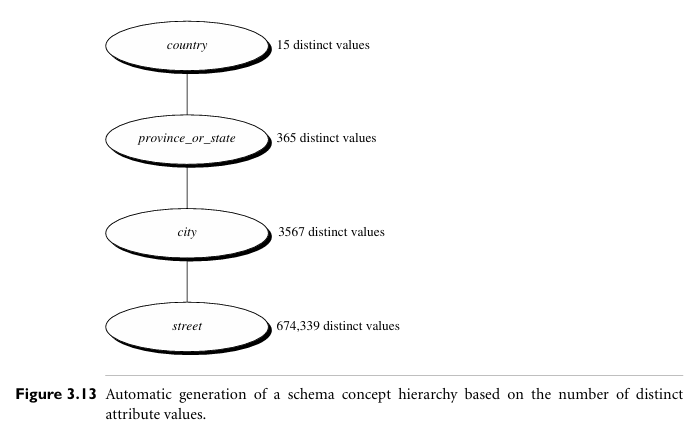 country 15 distinct values
province_or_state 365 distinct values
city 3567 distinct values
street 674,339 distinct values
Figure 3.13 Automatic generation of a schema concept hierarchy based on the number of distinct
attribute values.